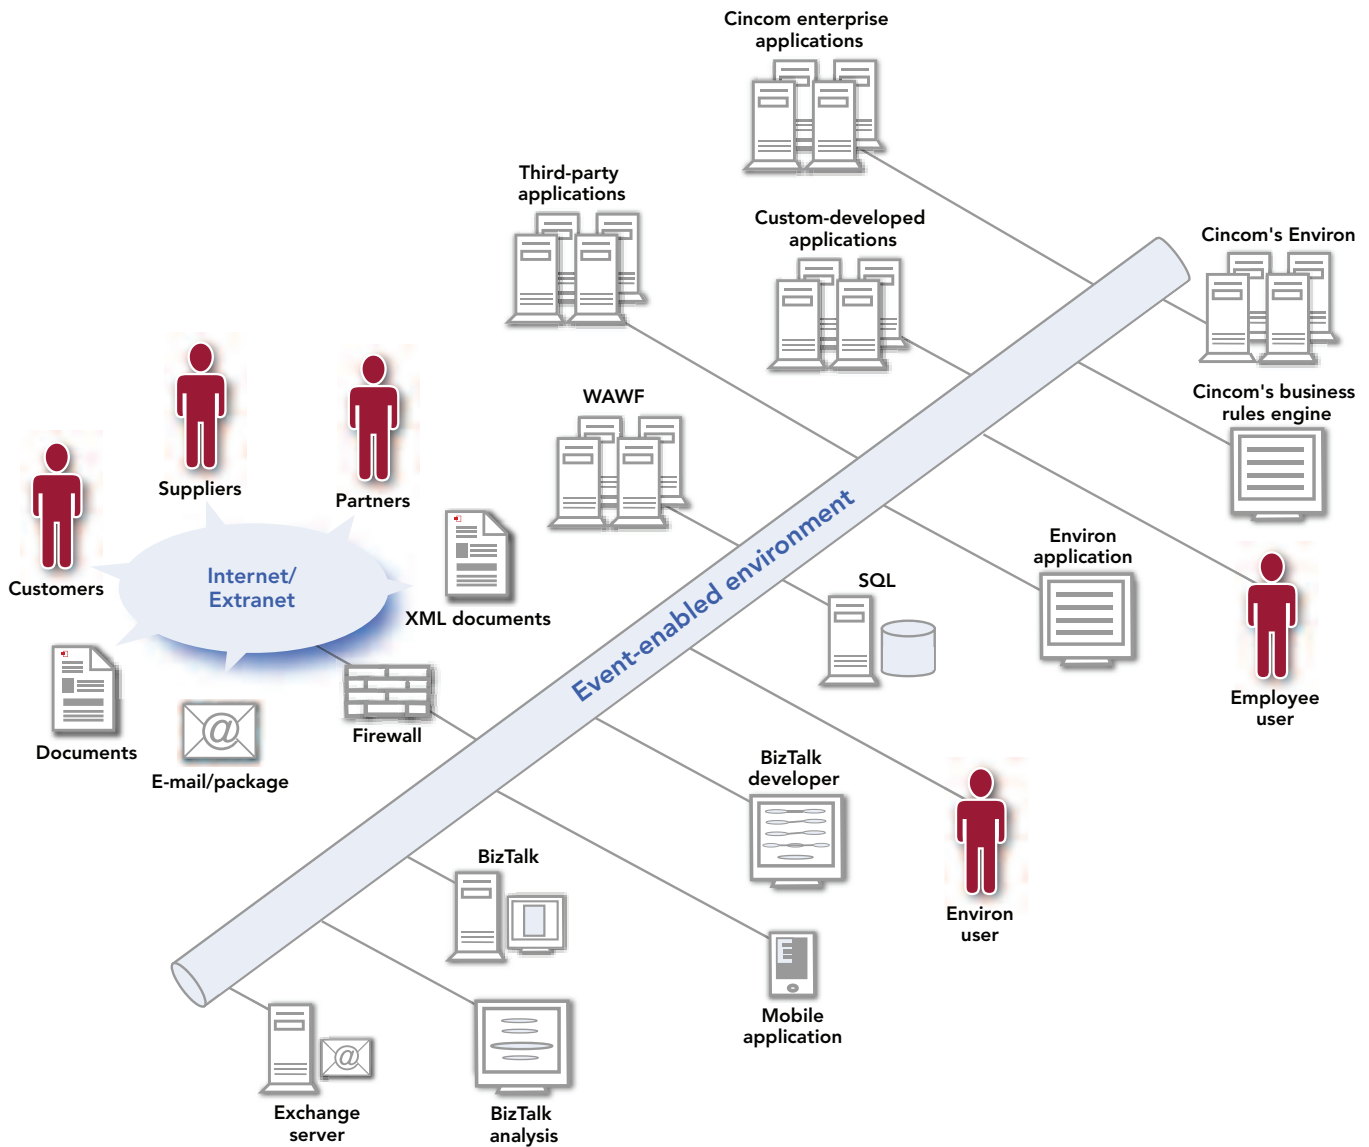 Cincom enterprise
applications
Third-party
applications
Custom-developed
applications
Cincom's Environ
WAWF
Cincom's business
rules engine
Suppliers
Partners
Customers
Internet/
Extranet
XML documents
Event-enabled environment
SQL
Environ
application
Documents
@
E-mail/package
Firewall
Employee
user
BizTalk
developer
BizTalk
Environ
user
Mobile
application
@
Exchange
server
BizTalk
analysis